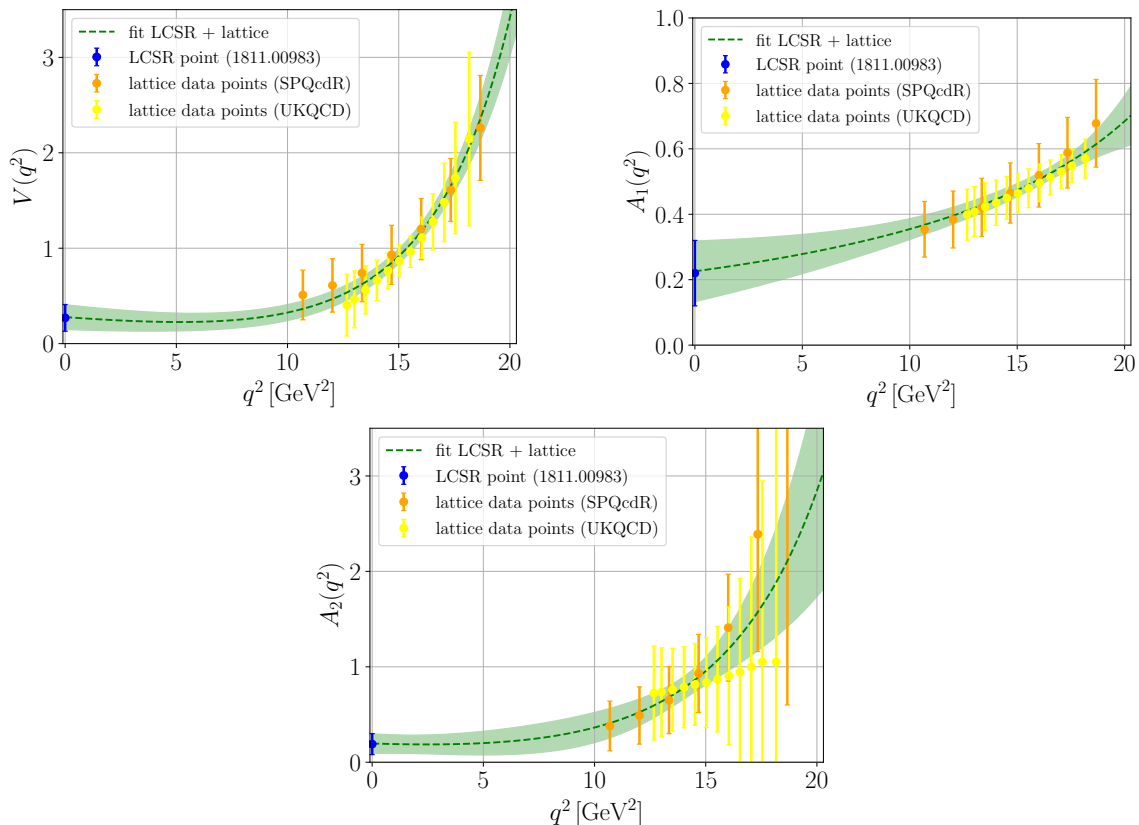 V(q²)
3
2
1
0
fit LCSR + lattice
LCSR point (1811.00983)
lattice data points (SPQcdR)
lattice data points (UKQCD)
0 5 10 15 20
q² [GeV²]
A₁(q²)
1.0
0.8
0.6
0.4
0.2
0.0
fit LCSR + lattice
LCSR point (1811.00983)
lattice data points (SPQcdR)
lattice data points (UKQCD)
0 5 10 15 20
q² [GeV²]
A₂(q²)
3
2
1
0
fit LCSR + lattice
LCSR point (1811.00983)
lattice data points (SPQcdR)
lattice data points (UKQCD)
0 5 10 15 20
q² [GeV²]